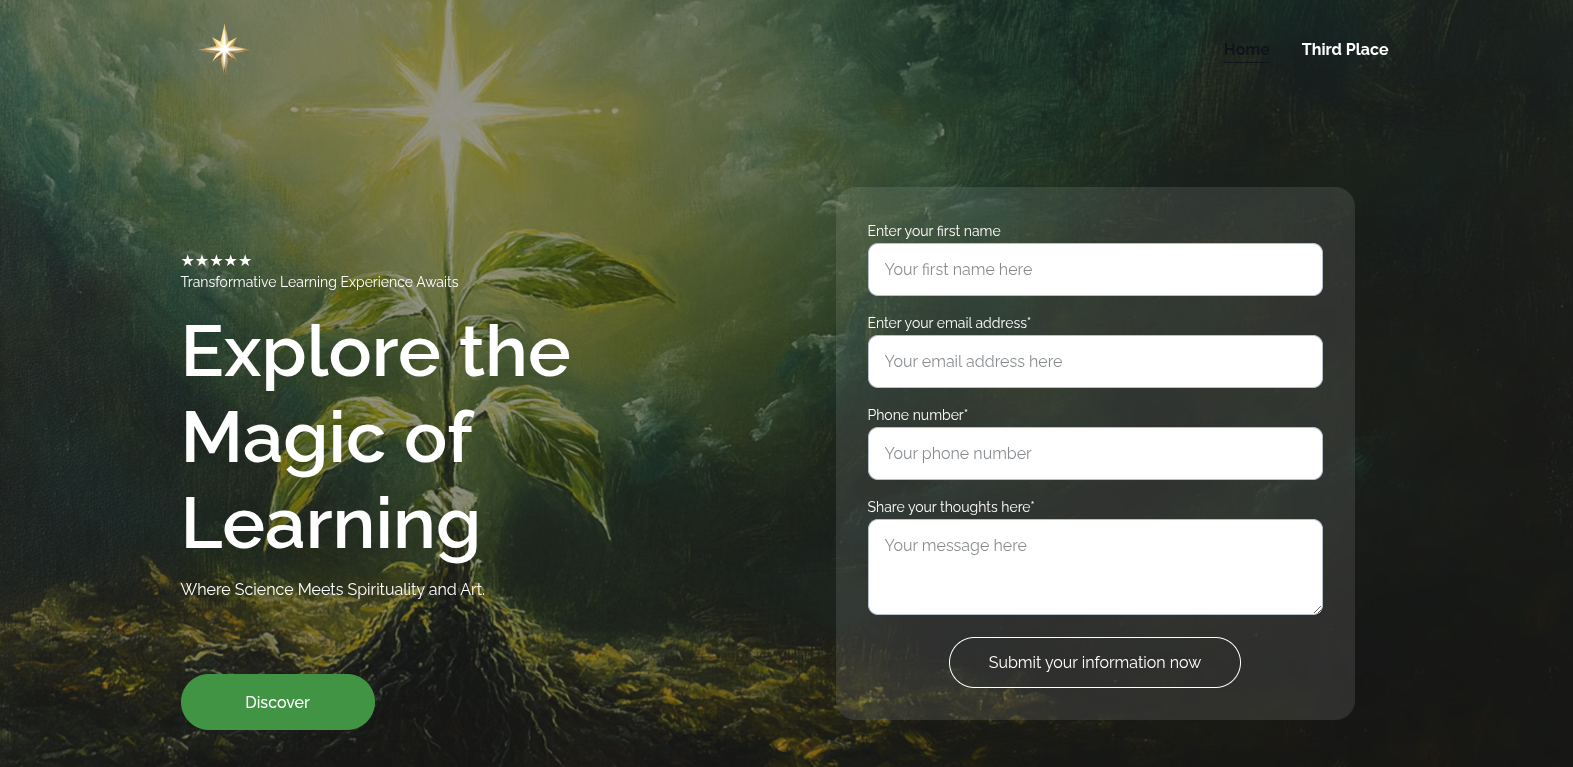 Home
Third Place
★★★★★
Transformative Learning Experience Awaits
Explore the
Magic of
Learning
Where Science Meets Spirituality and Art.
Discover
Enter your first name
Your first name here
Enter your email address*
Your email address here
Phone number*
Your phone number
Share your thoughts here*
Your message here
Submit your information now